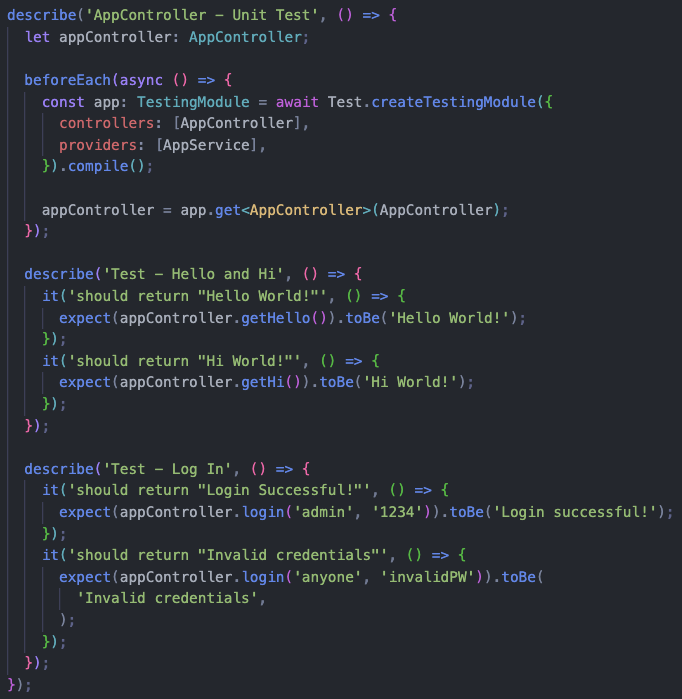 describe('AppController – Unit Test', () => {
  let appController: AppController;

  beforeEach(async () => {
    const app: TestingModule = await Test.createTestingModule({
      controllers: [AppController],
      providers: [AppService],
    }).compile();

    appController = app.get<AppController>(AppController);
  });

  describe('Test – Hello and Hi', () => {
    it('should return "Hello World!"', () => {
      expect(appController.getHello()).toBe('Hello World!');
    });
    it('should return "Hi World!"', () => {
      expect(appController.getHi()).toBe('Hi World!');
    });
  });

  describe('Test – Log In', () => {
    it('should return "Login Successful!"', () => {
      expect(appController.login('admin', '1234')).toBe('Login successful!');
    });
    it('should return "Invalid credentials"', () => {
      expect(appController.login('anyone', 'invalidPW')).toBe(
        'Invalid credentials',
      );
    });
  });
});